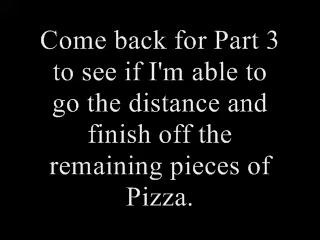 Come back for Part 3
to see if I'm able to
go the distance and
finish off the
remaining pieces of
Pizza.